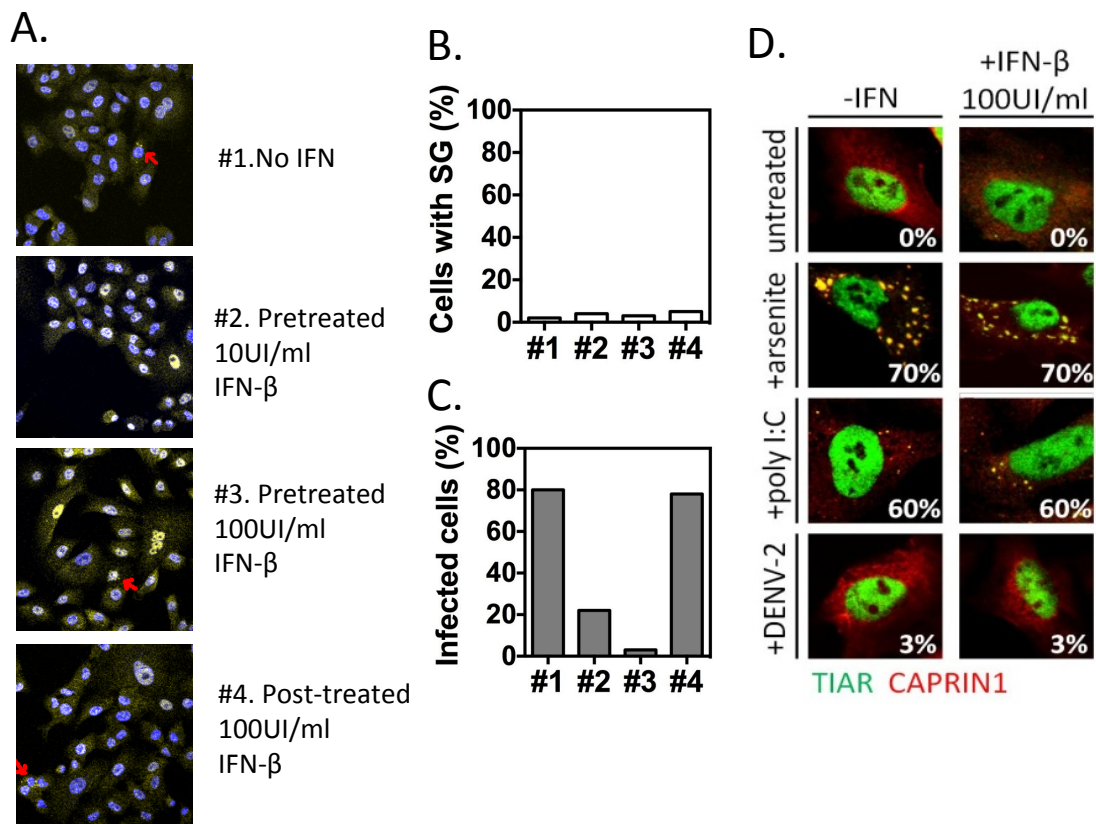 A.
#1.No IFN
#2. Pretreated
10UI/ml
IFN-β
#3. Pretreated
100UI/ml
IFN-β
#4. Post-treated
100UI/ml
IFN-β
B.
Cells with SG (%)
100
80
60
40
20
0
#1 #2 #3 #4
C.
Infected cells (%)
100
80
60
40
20
0
#1 #2 #3 #4
D.
-IFN
+IFN-β
100UI/ml
untreated
0%
0%
+arsenite
70%
70%
+poly I:C
60%
60%
+DENV-2
3%
3%
TIAR CAPRIN1